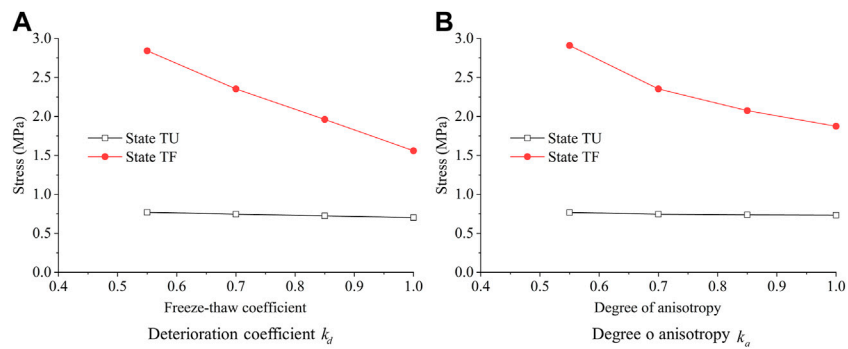 A
3.0
2.5
2.0
1.5
1.0
0.5
0.0
Stress (MPa)
State TU
State TF
0.4 0.5 0.6 0.7 0.8 0.9 1.0
Freeze-thaw coefficient
Deterioration coefficient kd
B
3.0
2.5
2.0
1.5
1.0
0.5
0.0
Stress (MPa)
State TU
State TF
0.4 0.5 0.6 0.7 0.8 0.9 1.0
Degree of anisotropy
Degree o anisotropy ka